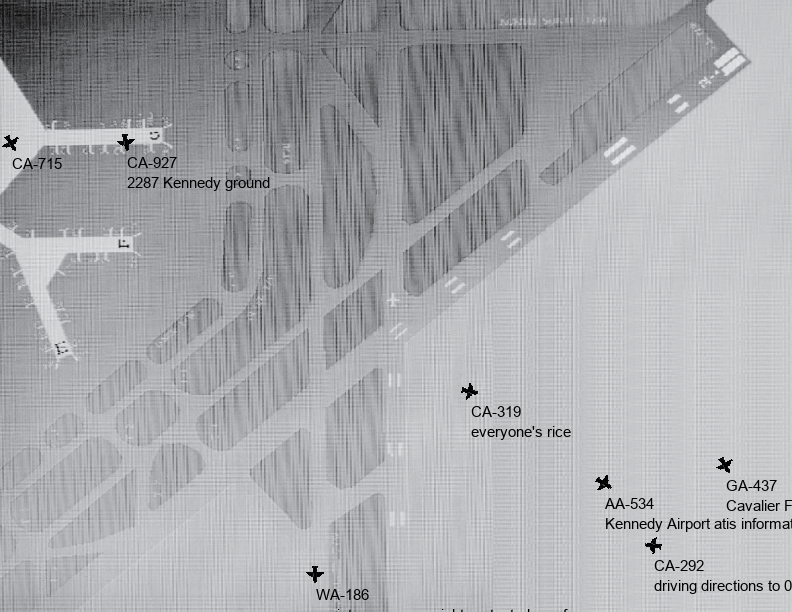 CA-715
CA-927
2287 Kennedy ground
CA-319
everyone's rice
GA-437
Cavalier F
AA-534
Kennedy Airport atis informat
CA-292
driving directions to 0
WA-186